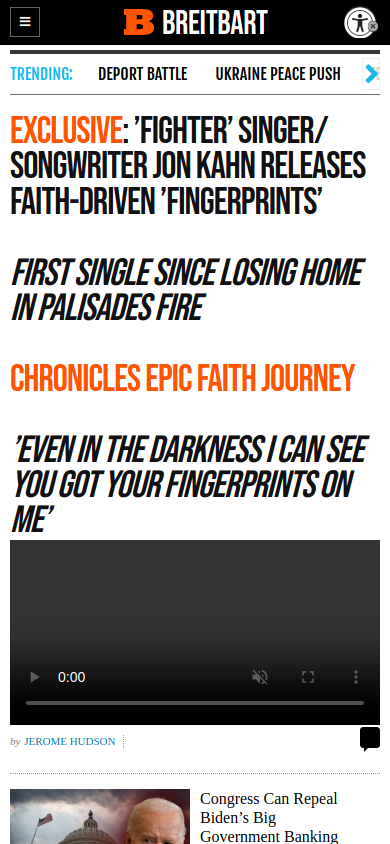 BREITBART
TRENDING:
DEPORT BATTLE
UKRAINE PEACE PUSH
EXCLUSIVE: ’FIGHTER’ SINGER/
SONGWRITER JON KAHN RELEASES
FAITH-DRIVEN ’FINGERPRINTS’
FIRST SINGLE SINCE LOSING HOME
IN PALISADES FIRE
CHRONICLES EPIC FAITH JOURNEY
’EVEN IN THE DARKNESS I CAN SEE
YOU GOT YOUR FINGERPRINTS ON
ME’
0:00
by JEROME HUDSON
Congress Can Repeal
Biden’s Big
Government Banking